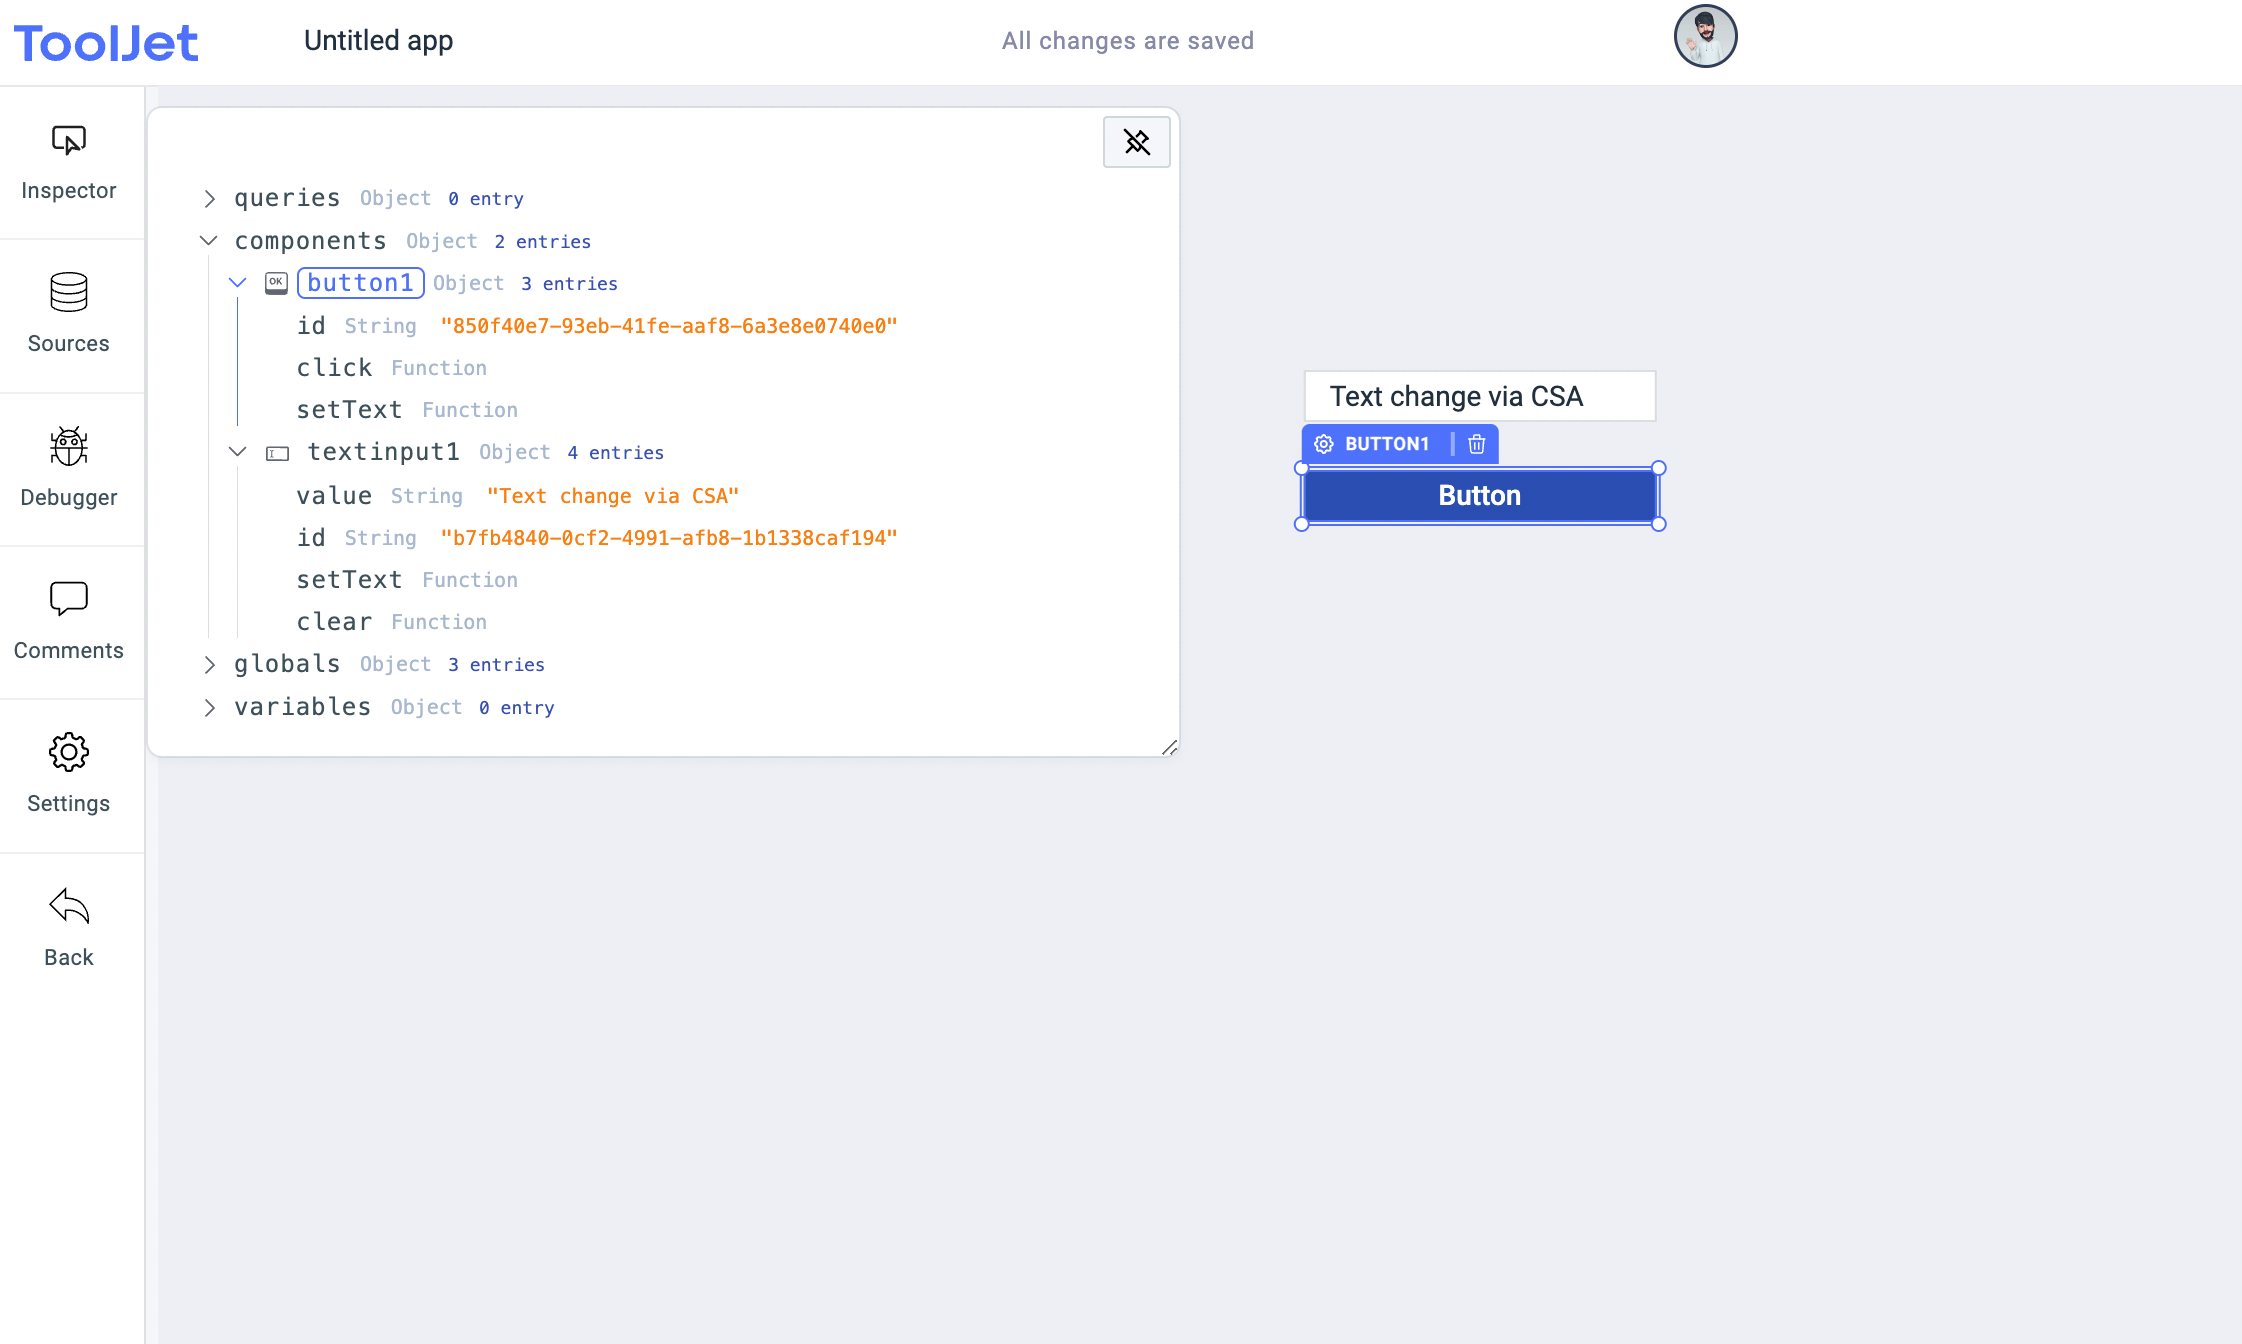 ToolJet
Untitled app
All changes are saved
Inspector
Sources
Debugger
Comments
Settings
Back
queries Object 0 entry
components Object 2 entries
OK button1 Object 3 entries
id String "850f40e7-93eb-41fe-aaf8-6a3e8e0740e0"
click Function
setText Function
textinput1 Object 4 entries
value String "Text change via CSA"
id String "b7fb4840-0cf2-4991-afb8-1b1338caf194"
setText Function
clear Function
globals Object 3 entries
variables Object 0 entry
Text change via CSA
BUTTON1
Button